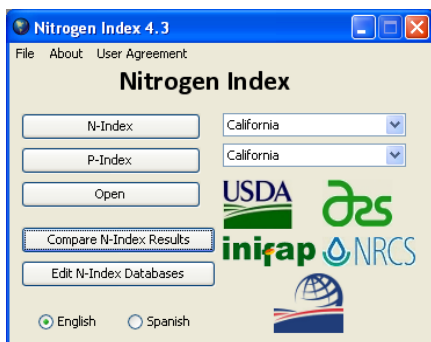 Nitrogen Index 4.3
File About User Agreement
Nitrogen Index
N-Index California
P-Index California
Open
USDA ars
Compare N-Index Results
inifap NRCS
Edit N-Index Databases
English Spanish